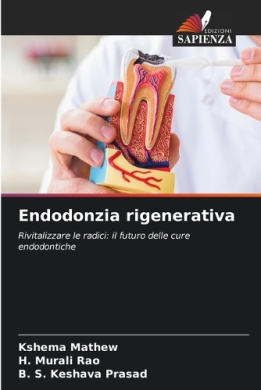 EDIZIONI
SAPIENZA
Endodonzia rigenerativa
Rivitalizzare le radici: il futuro delle cure
endodontiche
Kshema Mathew
H. Murali Rao
B. S. Keshava Prasad